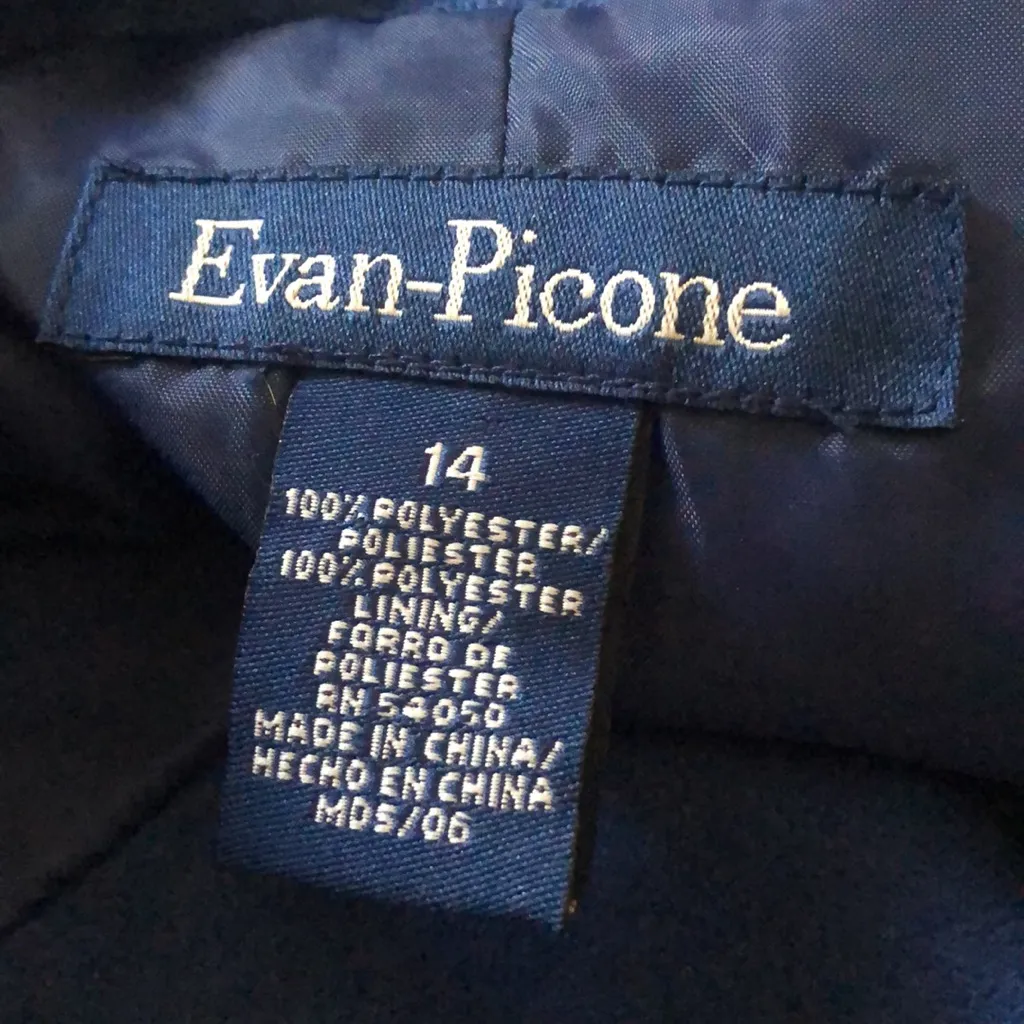 Evan-Picone
14
100% POLYESTER/
POLIESTER
100% POLYESTER
LINING/
FORRO DE
POLIESTER
RN 54050
MADE IN CHINA/
HECHO EN CHINA
MDS/06